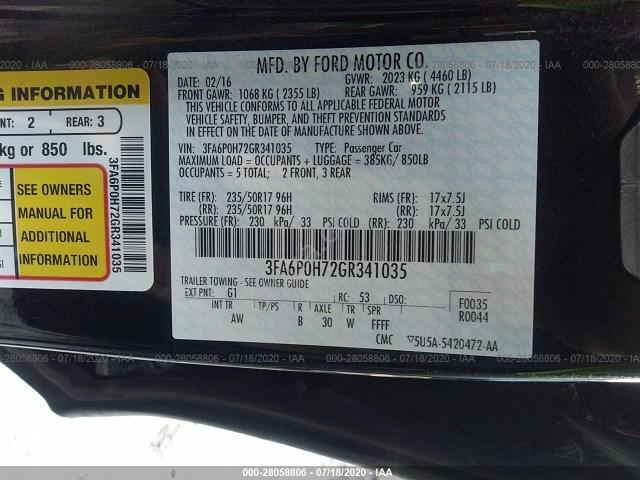 000-28058806 - 07/18/2020 - IAA
G INFORMATION
NT: 2 REAR: 3
kg or 850 lbs.
SEE OWNERS
MANUAL FOR
ADDITIONAL
INFORMATION
3FA6P0H72GR341035
MFD. BY FORD MOTOR CO.
DATE: 02/16 GVWR: 2023 KG ( 4460 LB)
FRONT GAWR: 1068 KG ( 2355 LB) REAR GAWR: 959 KG ( 2115 LB)
THIS VEHICLE CONFORMS TO ALL APPLICABLE FEDERAL MOTOR
VEHICLE SAFETY, BUMPER, AND THEFT PREVENTION STANDARDS IN
EFFECT ON THE DATE OF MANUFACTURE SHOWN ABOVE.
VIN: 3FA6P0H72GR341035 TYPE: Passenger Car
MAXIMUM LOAD = OCCUPANTS + LUGGAGE = 385KG/850LB
OCCUPANTS = 5 TOTAL; 2 FRONT, 3 REAR
TIRE (FR): 235/50R17 96H RIMS (FR): 17x7.5J
(RR): 235/50R17 96H (RR): 17x7.5J
PRESSURE (FR): 230 kPa/ 33 PSI COLD (RR): 230 kPa/ 33 PSI COLD
3FA6P0H72GR341035
TRAILER TOWING - SEE OWNER GUIDE
EXT PNT: G1 RC: 53 DSO: F0035
INT TR TP/PS R AXLE TR SPR R0044
AW B 30 W FFFF
CMC 5U5A-5420472-AA
000-28058806 - 07/18/2020 - IAA